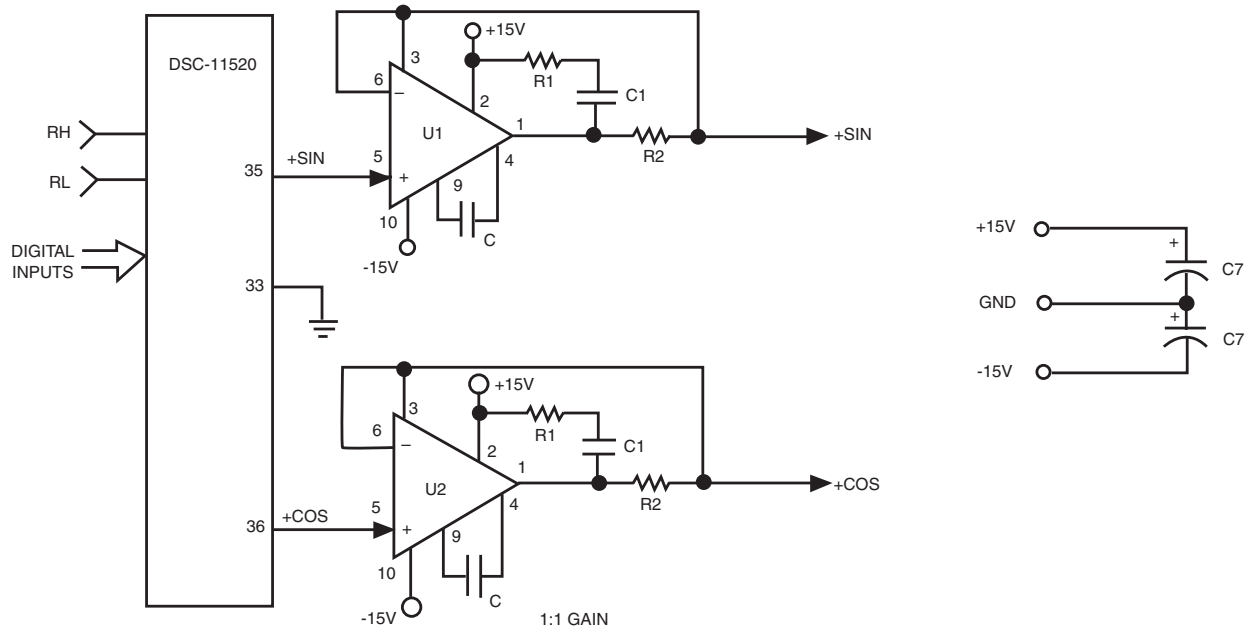 DSC-11520
RH
RL
DIGITAL
INPUTS
35
+SIN
33
36
+COS
+15V
3
6
–
2
R1
C1
U1
1
R2
+SIN
5
+
4
9
10
C
-15V
+15V
3
6
–
2
R1
C1
U2
1
R2
+COS
5
+
4
9
10
C
-15V
1:1 GAIN
+15V
+
C7
GND
+
C7
-15V